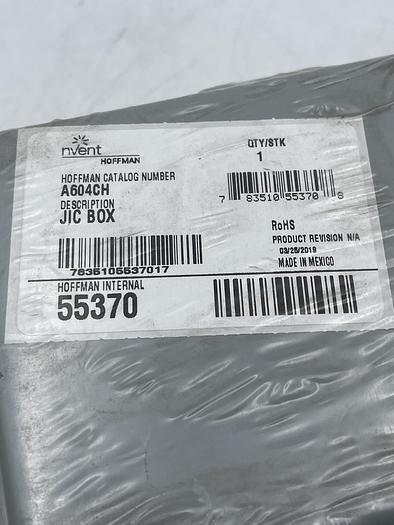 nvent
HOFFMAN
QTY/STK
1
HOFFMAN CATALOG NUMBER
A604CH
DESCRIPTION
JIC BOX
7 83510 55370 8
RoHS
PRODUCT REVISION N/A
03/25/2019
MADE IN MEXICO
7835105537017
HOFFMAN INTERNAL
55370